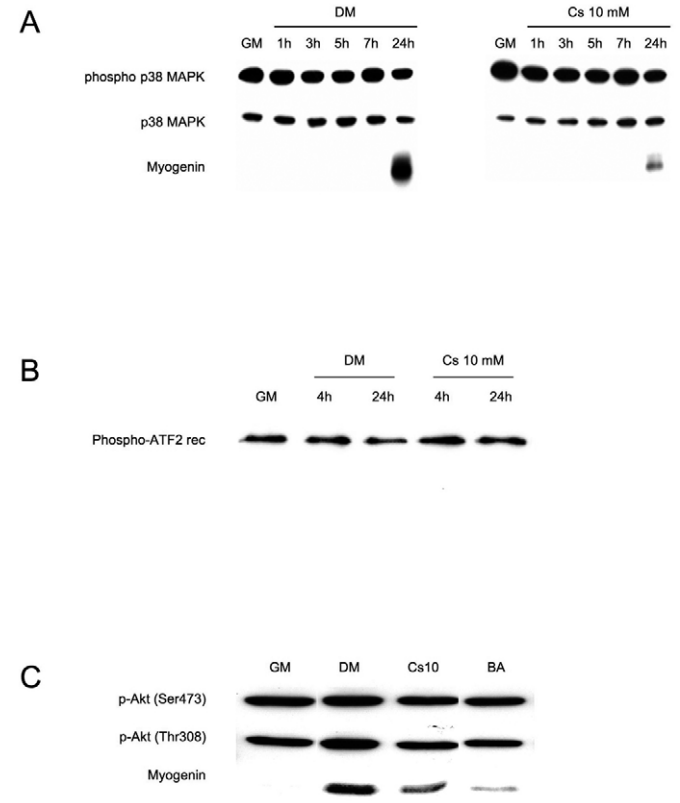 A
DM
Cs 10 mM
GM 1h 3h 5h 7h 24h
GM 1h 3h 5h 7h 24h
phospho p38 MAPK
p38 MAPK
Myogenin
B
DM
Cs 10 mM
GM 4h 24h 4h 24h
Phospho-ATF2 rec
C
GM DM Cs10 BA
p-Akt (Ser473)
p-Akt (Thr308)
Myogenin